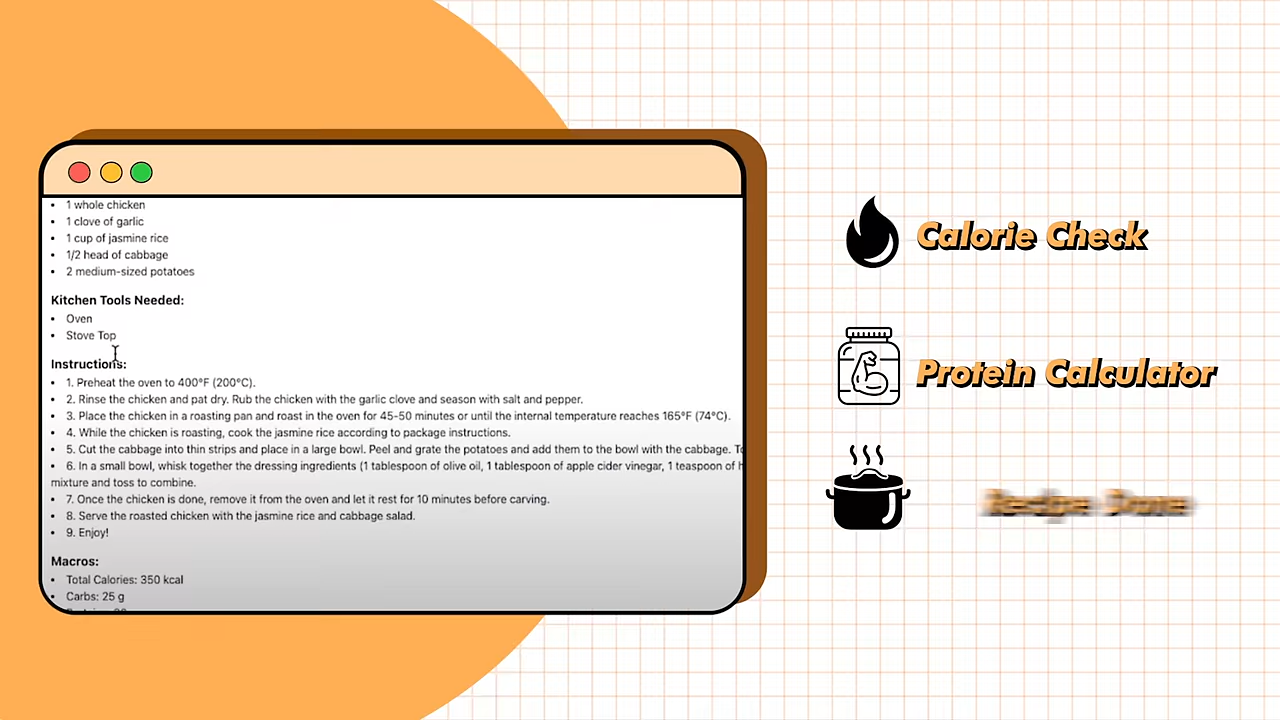 1 whole chicken
1 clove of garlic
1 cup of jasmine rice
1/2 head of cabbage
2 medium-sized potatoes
Kitchen Tools Needed:
Oven
Stove Top
Instructions:
1. Preheat the oven to 400°F (200°C).
2. Rinse the chicken and pat dry. Rub the chicken with the garlic clove and season with salt and pepper.
3. Place the chicken in a roasting pan and roast in the oven for 45-50 minutes or until the internal temperature reaches 165°F (74°C).
4. While the chicken is roasting, cook the jasmine rice according to package instructions.
5. Cut the cabbage into thin strips and place in a large bowl. Peel and grate the potatoes and add them to the bowl with the cabbage.
6. In a small bowl, whisk together the dressing ingredients (1 tablespoon of olive oil, 1 tablespoon of apple cider vinegar, 1 teaspoon of
mixture and toss to combine.
7. Once the chicken is done, remove it from the oven and let it rest for 10 minutes before carving.
8. Serve the roasted chicken with the jasmine rice and cabbage salad.
9. Enjoy!
Macros:
Total Calories: 350 kcal
Carbs: 25 g
Calorie Check
Protein Calculator
Recipe Done